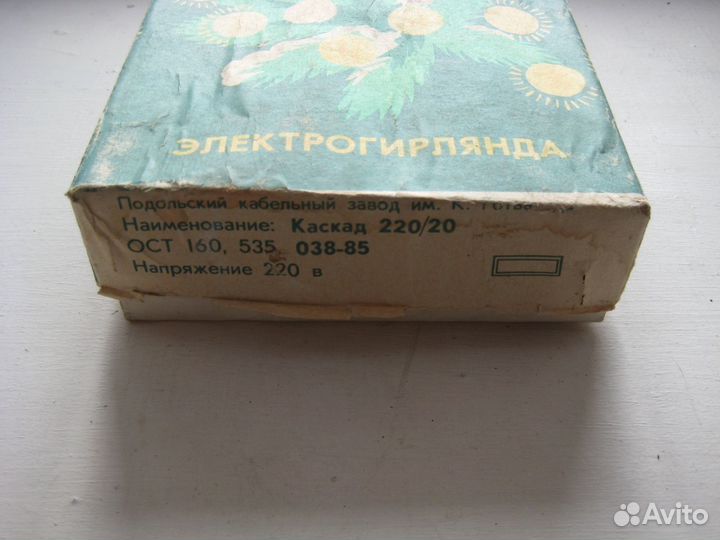 ЭЛЕКТРОГИРЛЯНДА
Подольский кабельный завод им. К.
Наименование: Каскад 220/20
ОСТ 160, 535, 038-85
Напряжение 220 в
Avito